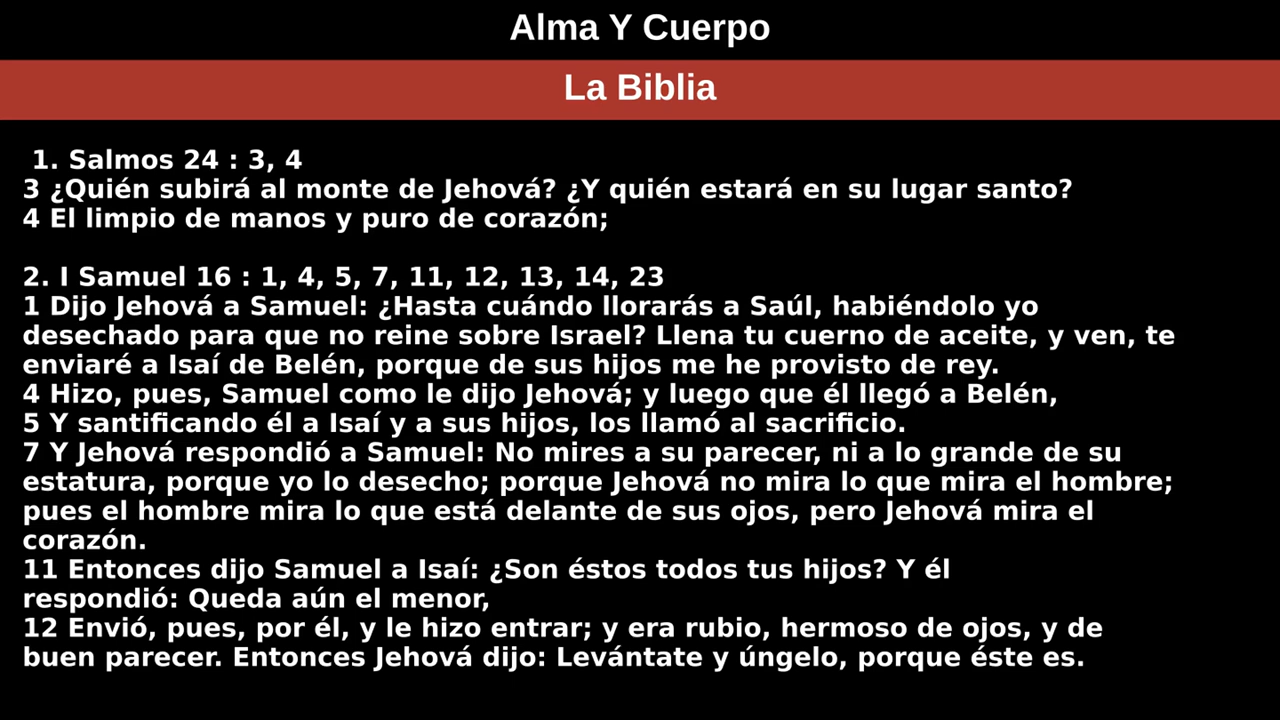 Alma Y Cuerpo
La Biblia
1. Salmos 24 : 3, 4
3 ¿Quién subirá al monte de Jehová? ¿Y quién estará en su lugar santo?
4 El limpio de manos y puro de corazón;
2. I Samuel 16 : 1, 4, 5, 7, 11, 12, 13, 14, 23
1 Dijo Jehová a Samuel: ¿Hasta cuándo llorarás a Saúl, habiéndolo yo
desechado para que no reine sobre Israel? Llena tu cuerno de aceite, y ven, te
enviaré a Isaí de Belén, porque de sus hijos me he provisto de rey.
4 Hizo, pues, Samuel como le dijo Jehová; y luego que él llegó a Belén,
5 Y santificando él a Isaí y a sus hijos, los llamó al sacrificio.
7 Y Jehová respondió a Samuel: No mires a su parecer, ni a lo grande de su
estatura, porque yo lo desecho; porque Jehová no mira lo que mira el hombre;
pues el hombre mira lo que está delante de sus ojos, pero Jehová mira el
corazón.
11 Entonces dijo Samuel a Isaí: ¿Son éstos todos tus hijos? Y él
respondió: Queda aún el menor,
12 Envió, pues, por él, y le hizo entrar; y era rubio, hermoso de ojos, y de
buen parecer. Entonces Jehová dijo: Levántate y úngelo, porque éste es.